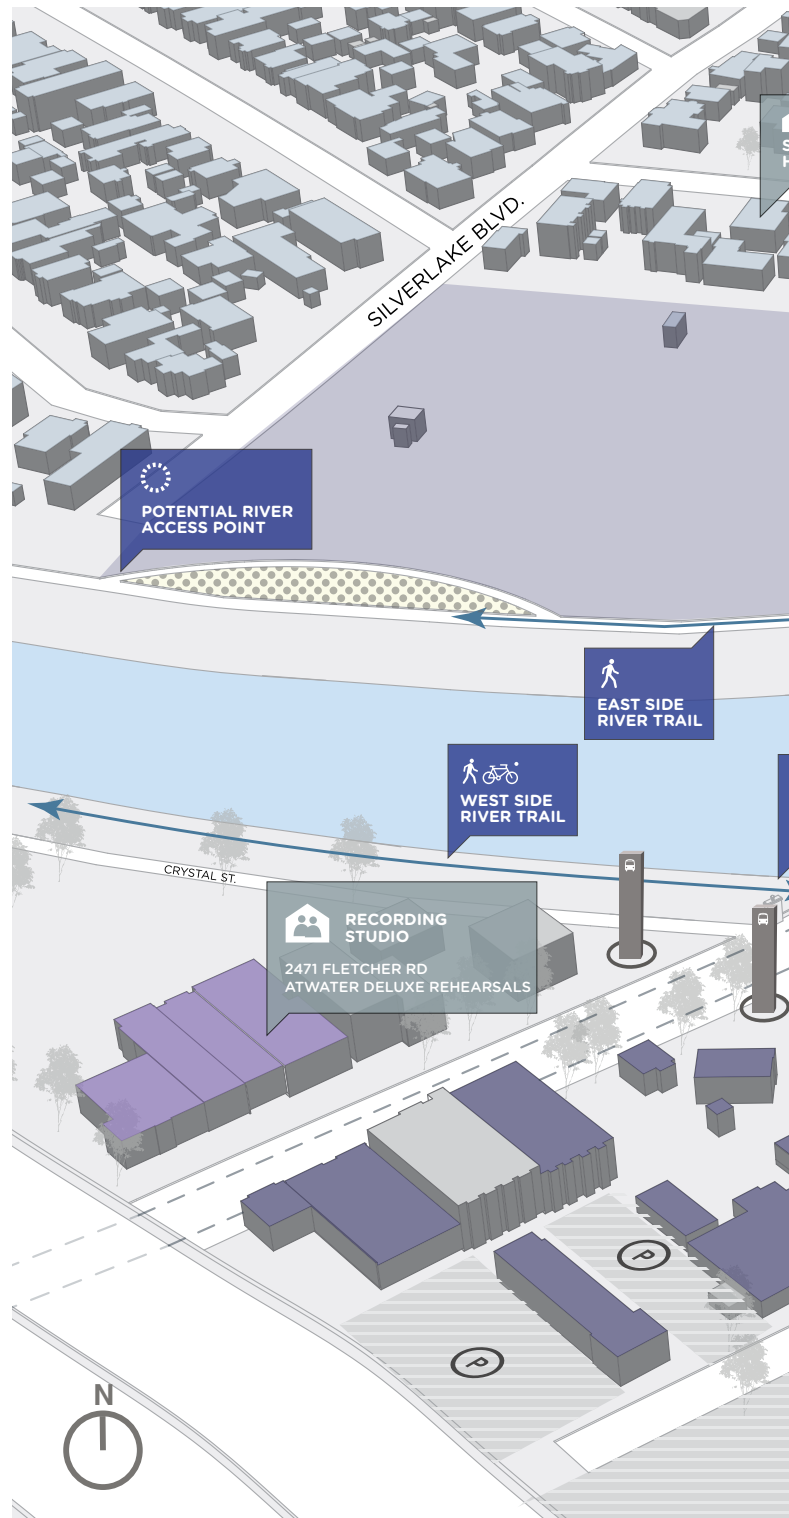 SILVERLAKE BLVD.
POTENTIAL RIVER
ACCESS POINT
EAST SIDE
RIVER TRAIL
WEST SIDE
RIVER TRAIL
CRYSTAL ST.
RECORDING
STUDIO
2471 FLETCHER RD
ATWATER DELUXE REHEARSALS
P
P
N